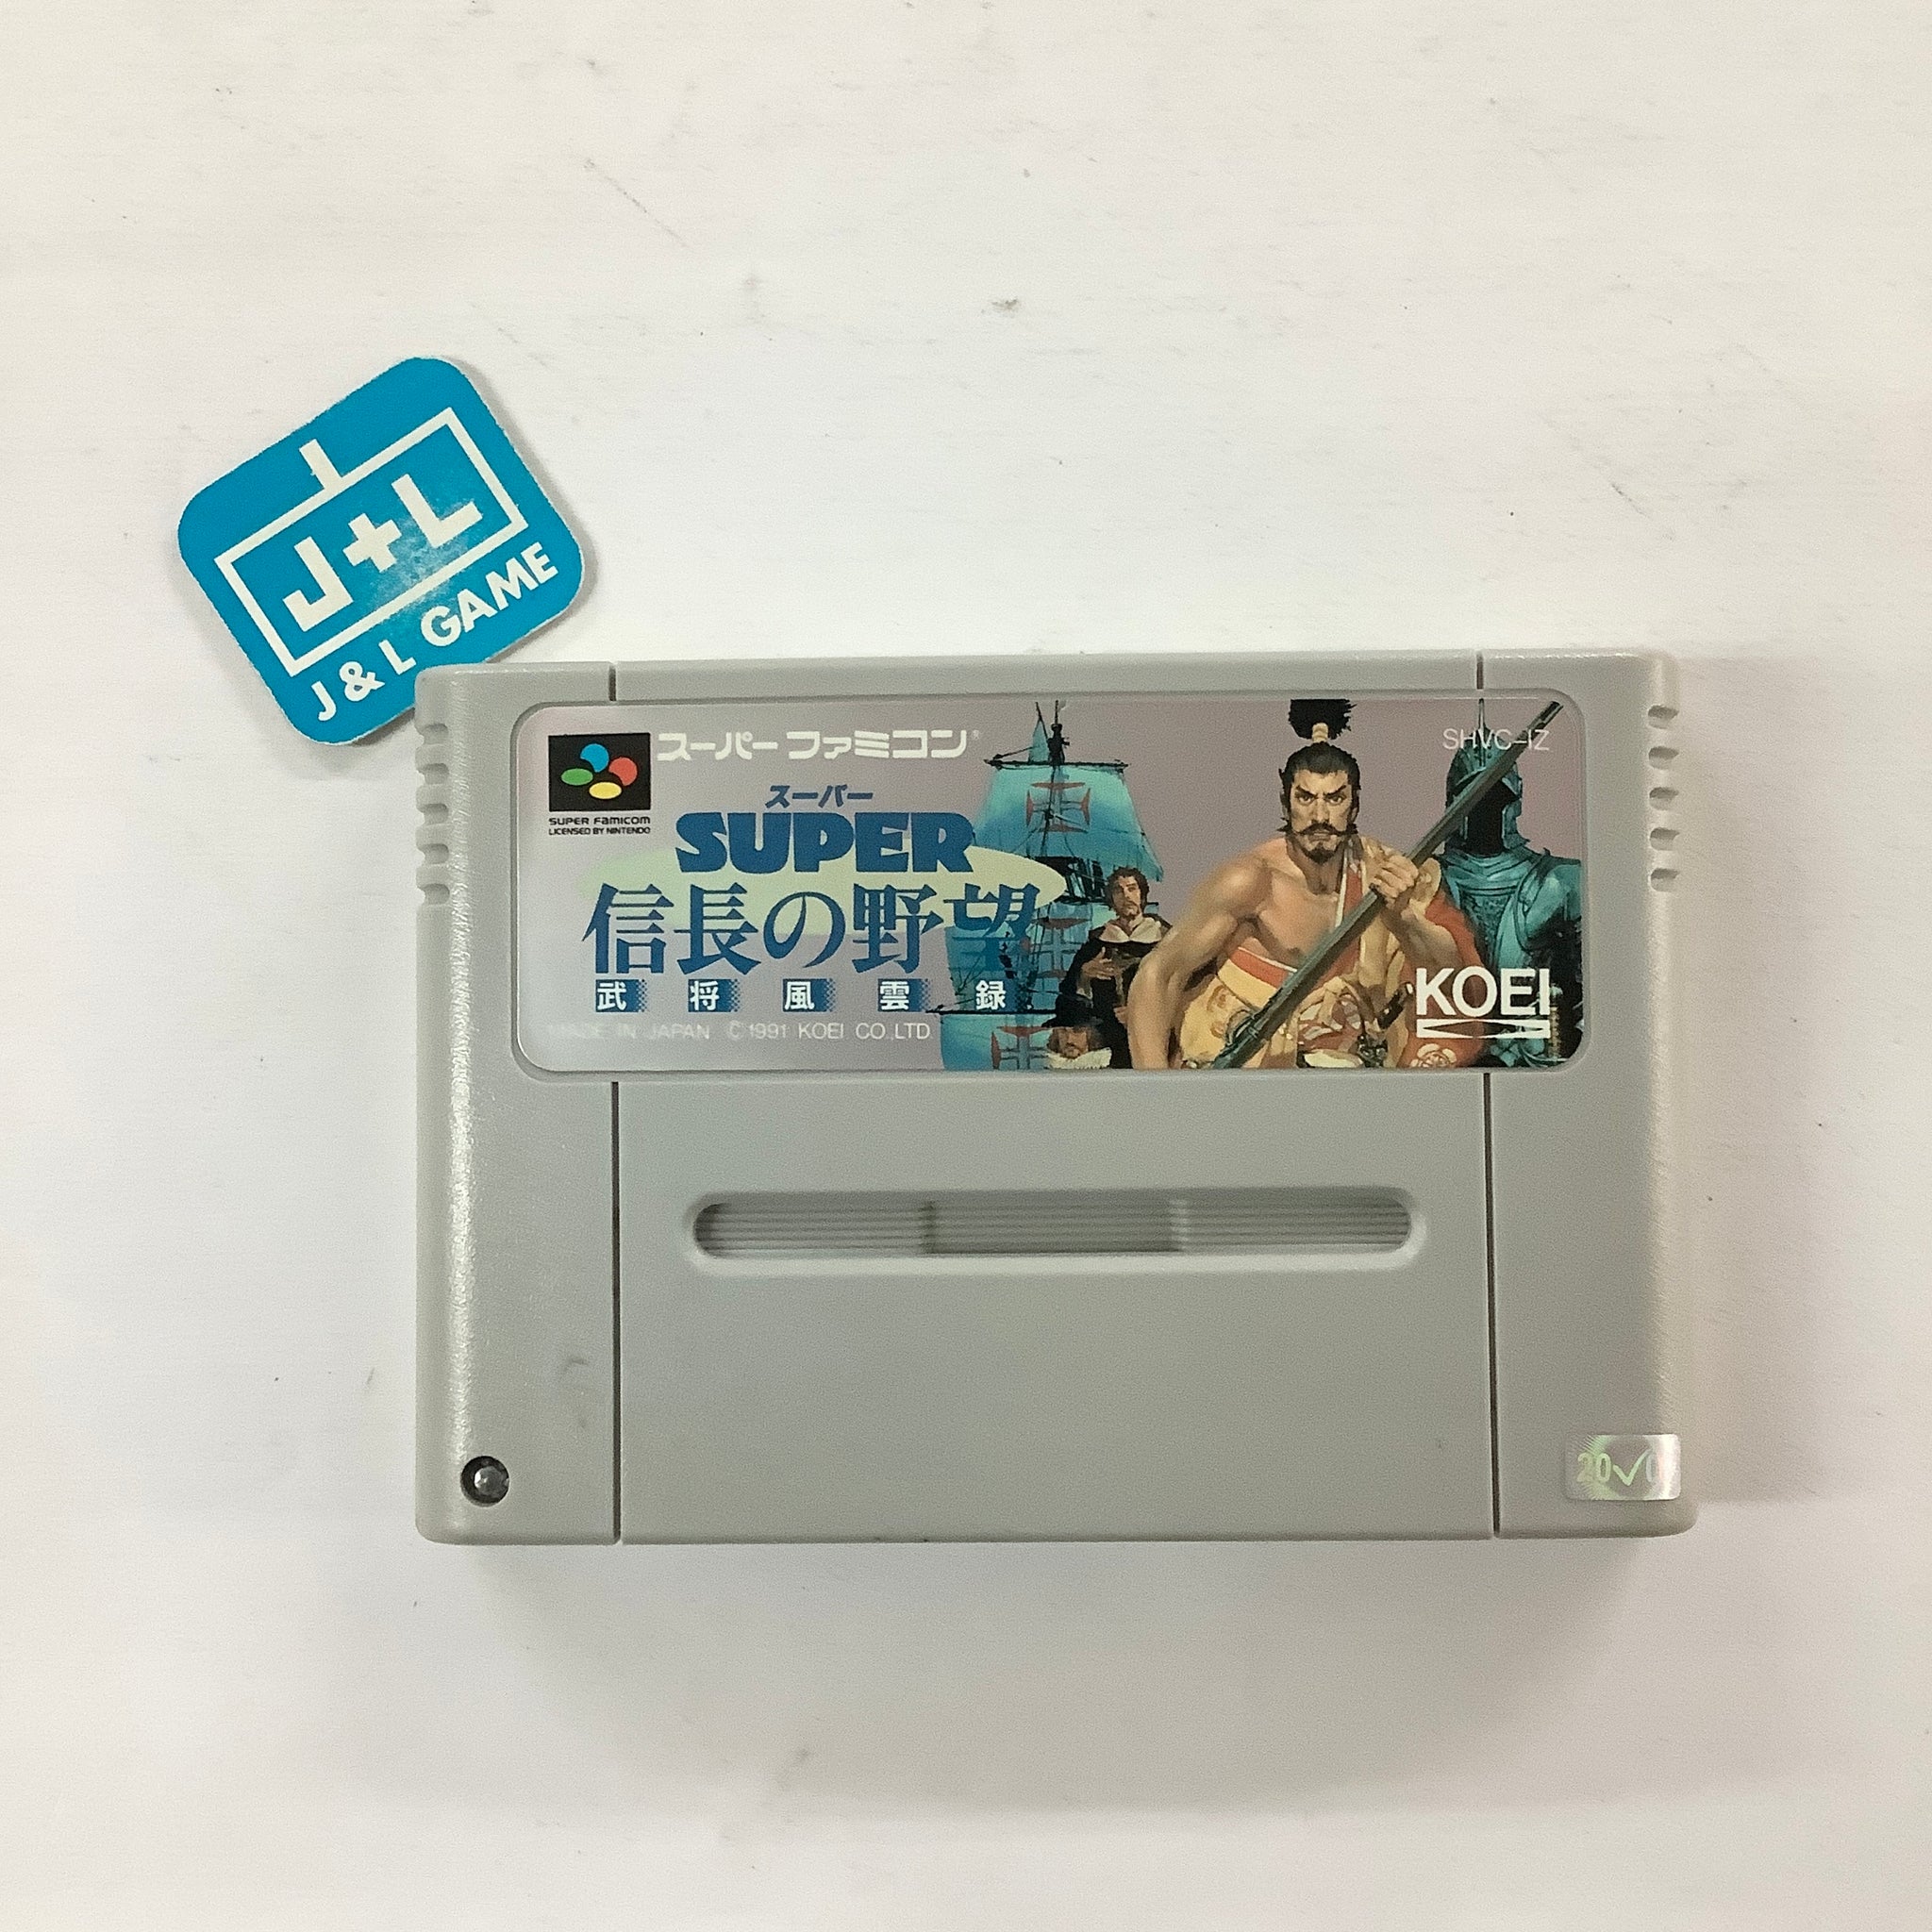 J+L
J & L GAME
スーパーファミコン®
SHVC-IZ
SUPER FAMICOM
LICENSED BY NINTENDO
スーパー
SUPER
信長の野望
武将風雲録
MADE IN JAPAN © 1991 KOEI CO.,LTD.
KOEI
20